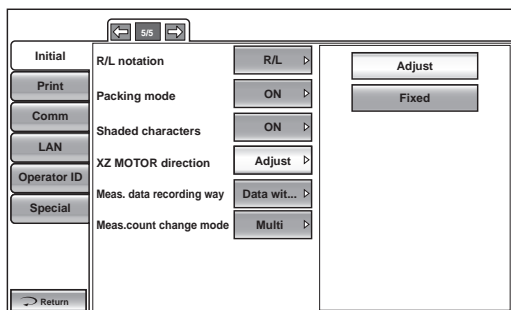 5/5
Initial
Print
Comm
LAN
Operator ID
Special
Return
R/L notation R/L
Packing mode ON
Shaded characters ON
XZ MOTOR direction Adjust
Meas. data recording way Data wit...
Meas.count change mode Multi
Adjust
Fixed